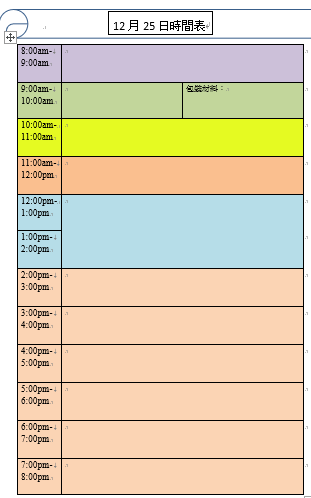 12 月 25 日時間表
8:00am-
9:00am
9:00am-
10:00am
包裝材料：
10:00am-
11:00am
11:00am-
12:00pm
12:00pm-
1:00pm
1:00pm-
2:00pm
2:00pm-
3:00pm
3:00pm-
4:00pm
4:00pm-
5:00pm
5:00pm-
6:00pm
6:00pm-
7:00pm
7:00pm-
8:00pm